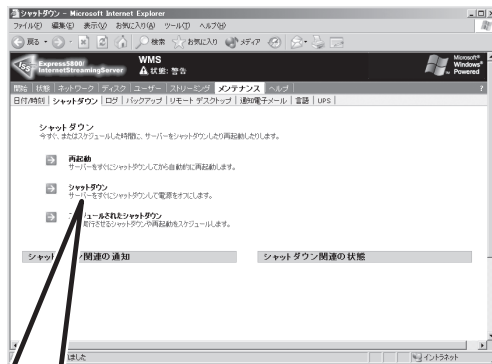 シャットダウン - Microsoft Internet Explorer
ファイル(F) 編集(E) 表示(V) お気に入り(A) ツール(T) ヘルプ(H)
戻る 検索 お気に入り メディア
Express5800/
InternetStreamingServer
WMS
状態: 警告
Microsoft
Windows
Powered
開始 状態 ネットワーク ディスク ユーザー ストリーミング メンテナンス ヘルプ ?
日付/時刻 シャットダウン ログ バックアップ リモート デスクトップ 通知電子メール 言語 UPS
シャットダウン
今すぐ、またはスケジュールした時間に、サーバーをシャットダウンしたり再起動したりします。
再起動
サーバーをすぐにシャットダウンしてから自動的に再起動します。
シャットダウン
サーバーをすぐにシャットダウンして電源をオフにします。
ジュールされたシャットダウン
実行させるシャットダウンや再起動をスケジュールします。
シャット ン関連の通知 シャットダウン関連の状態
ました イントラネット